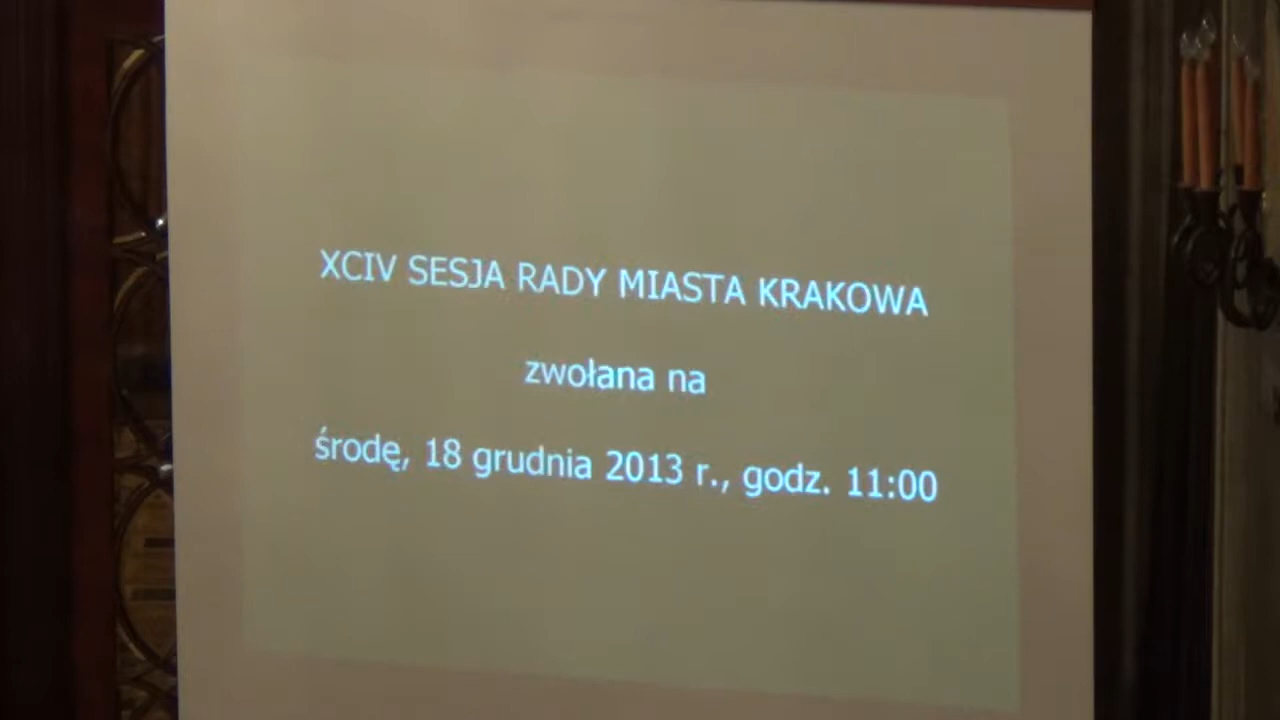 XCIV SESJA RADY MIASTA KRAKOWA
zwołana na
środę, 18 grudnia 2013 r., godz. 11:00